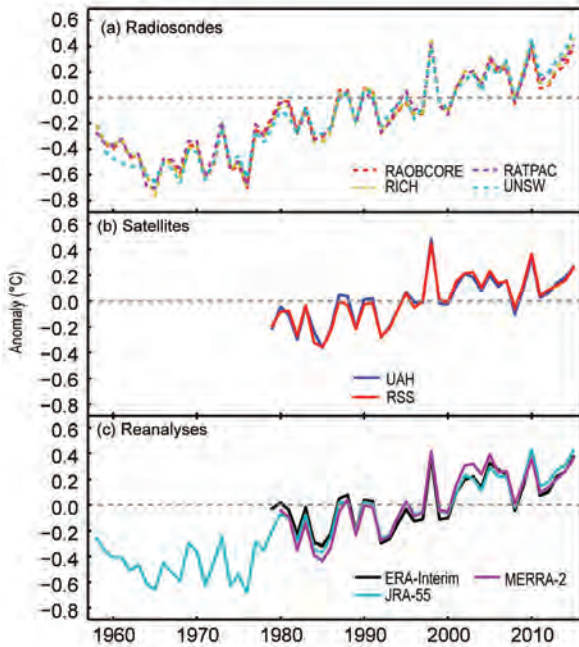 0.6
(a) Radiosondes
0.4
0.2
0.0
−0.2
−0.4
RAOBCORE RATPAC
−0.6
RICH UNSW
−0.8
(b) Satellites
0.4
0.2
0.0
−0.2
−0.4
UAH
−0.6
RSS
−0.8
0.6
(c) Reanalyses
0.4
0.2
0.0
−0.2
−0.4
ERA-Interim MERRA-2
−0.6
JRA-55
−0.8
1960 1970 1980 1990 2000 2010
Anomaly (°C)